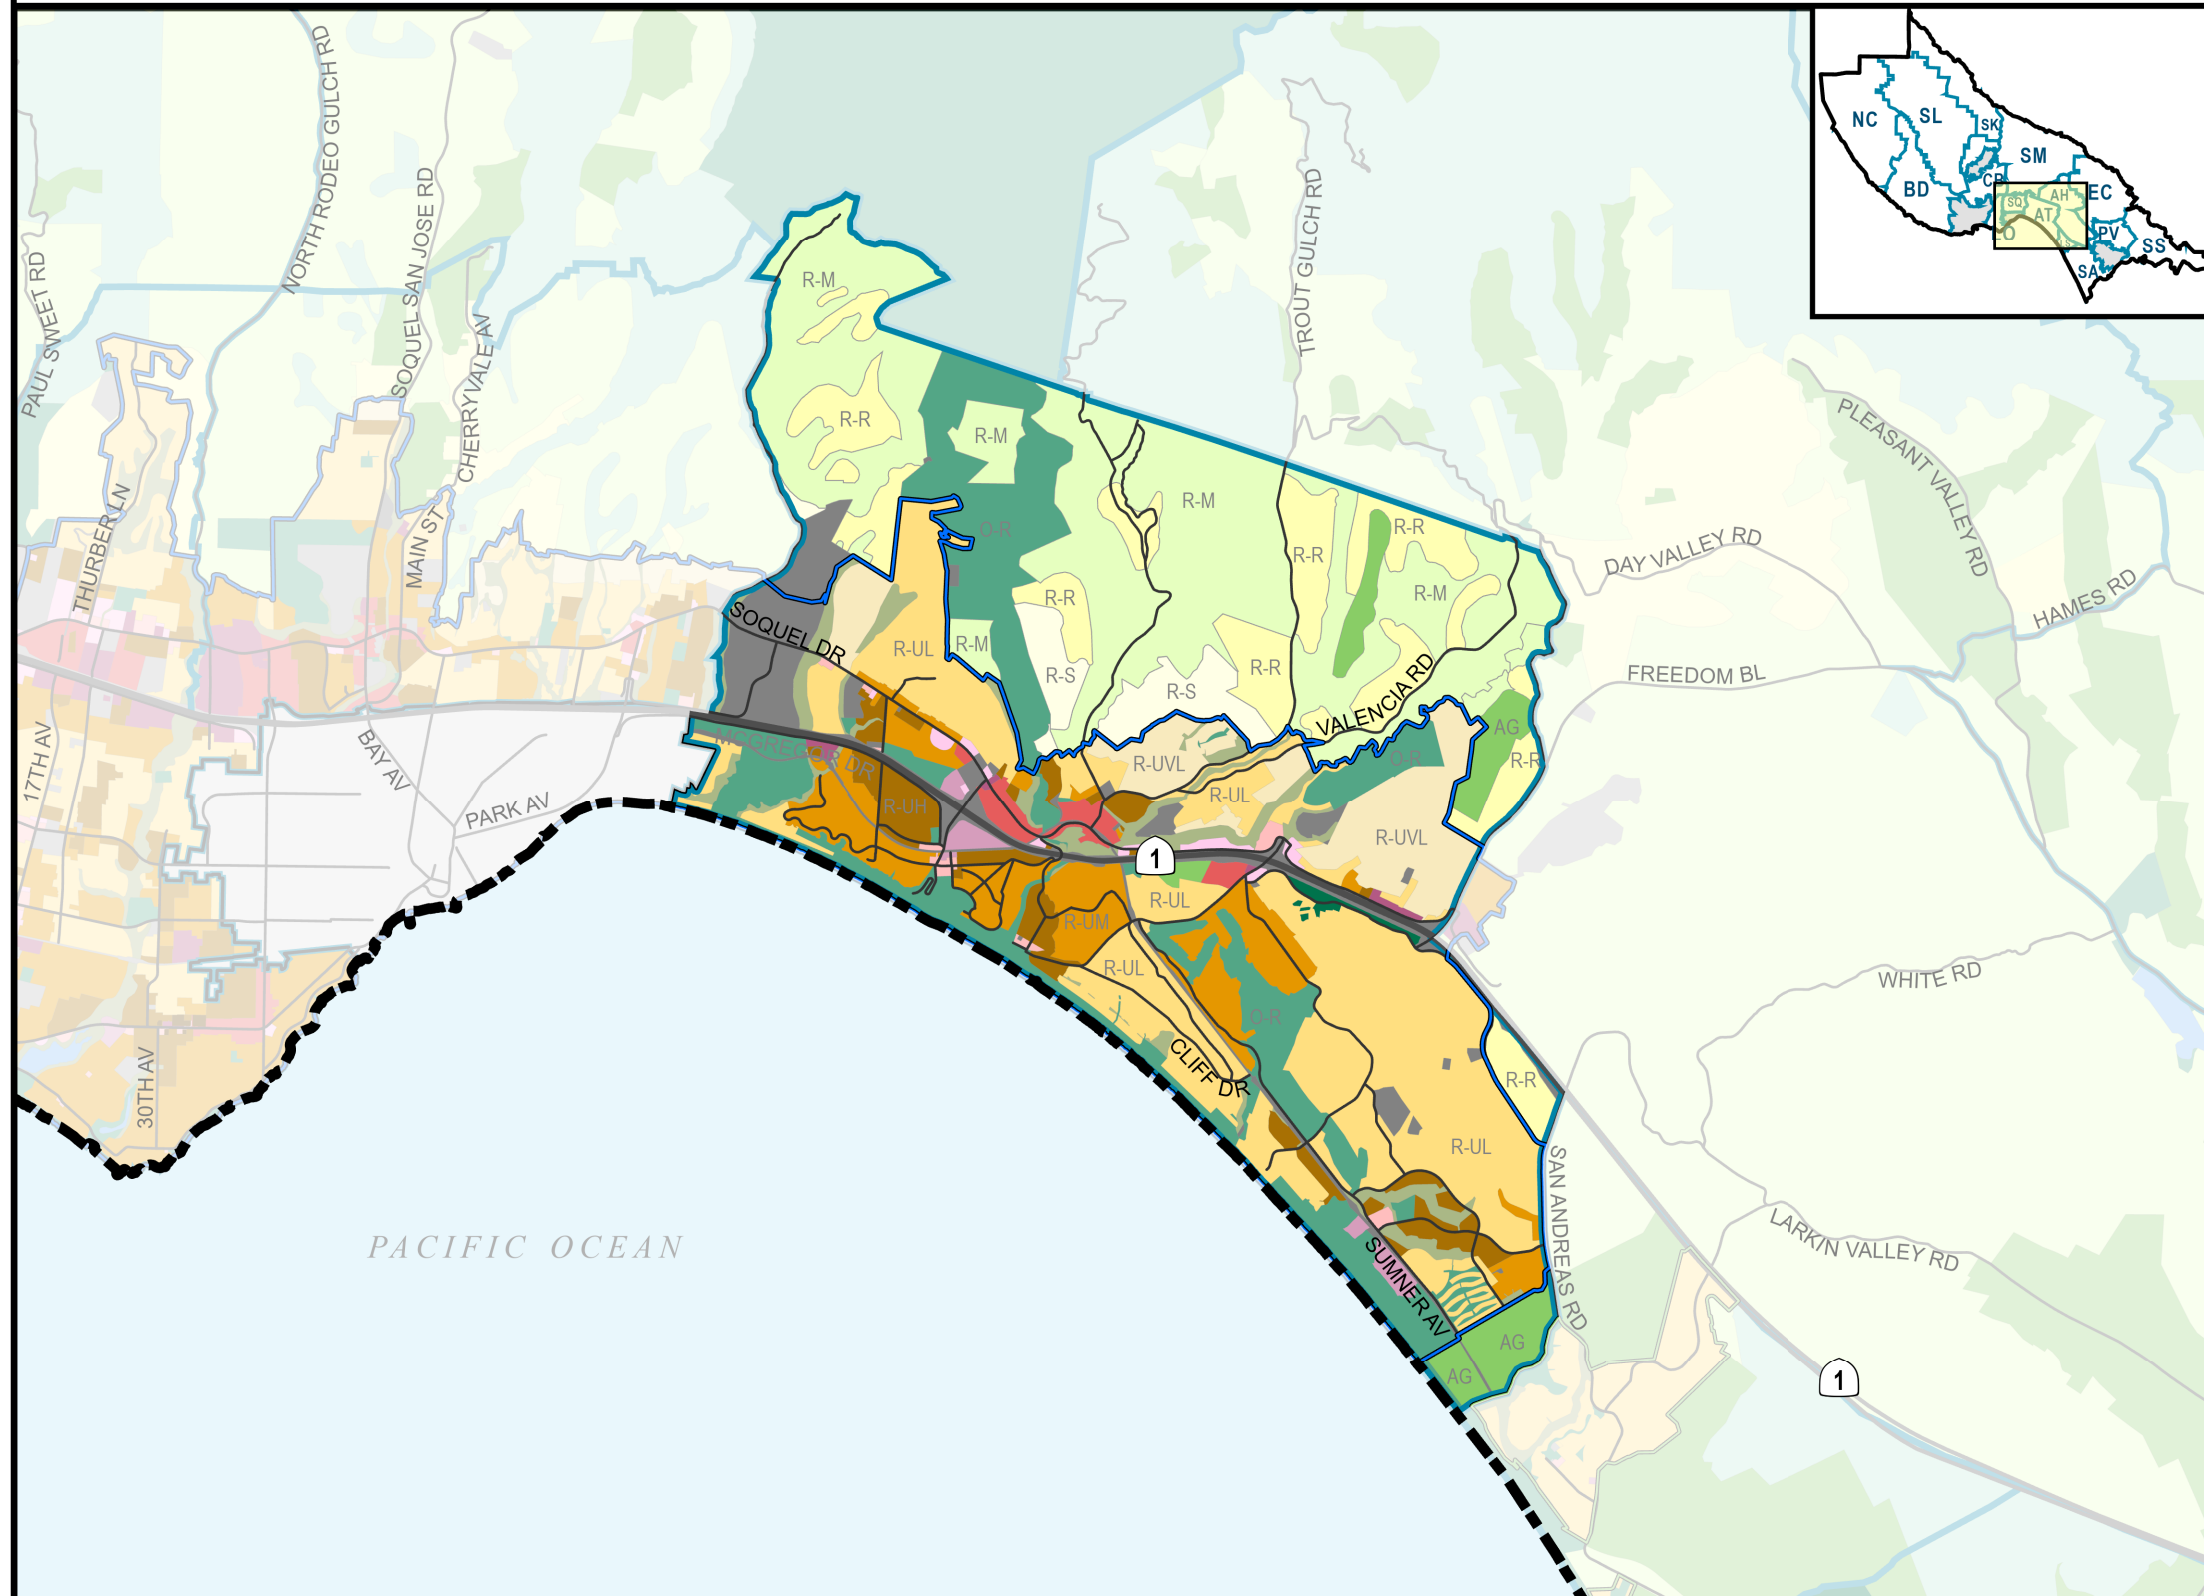 NORTH RODEO GULCH RD
SOQUEL SAN JOSE RD
PAUL SWEET RD
CHERRYVALE AV
MAIN ST
THURBER LN
TROUT GULCH RD
NC
SL
SK
SM
BD
CB
EC
SQ
AH
AT
LO
PV
LS
SS
SA
R-M
R-R
R-M
O-R
R-M
R-R
R-R
R-M
R-R
R-UL
R-M
R-S
R-S
R-R
SOQUEL DR
VALENCIA RD
PLEASANT VALLEY RD
DAY VALLEY RD
HAMES RD
FREEDOM BL
WHITE RD
LARKIN VALLEY RD
SAN ANDREAS RD
17TH AV
BAY AV
PARK AV
30TH AV
MCGREGOR DR
R-UH
R-UVL
R-UL
O-R
AG
R-R
R-UVL
1
R-UL
R-UM
R-UL
O-R
CLIFF DR
R-R
R-UL
SUMNER AV
AG
AG
1
PACIFIC OCEAN